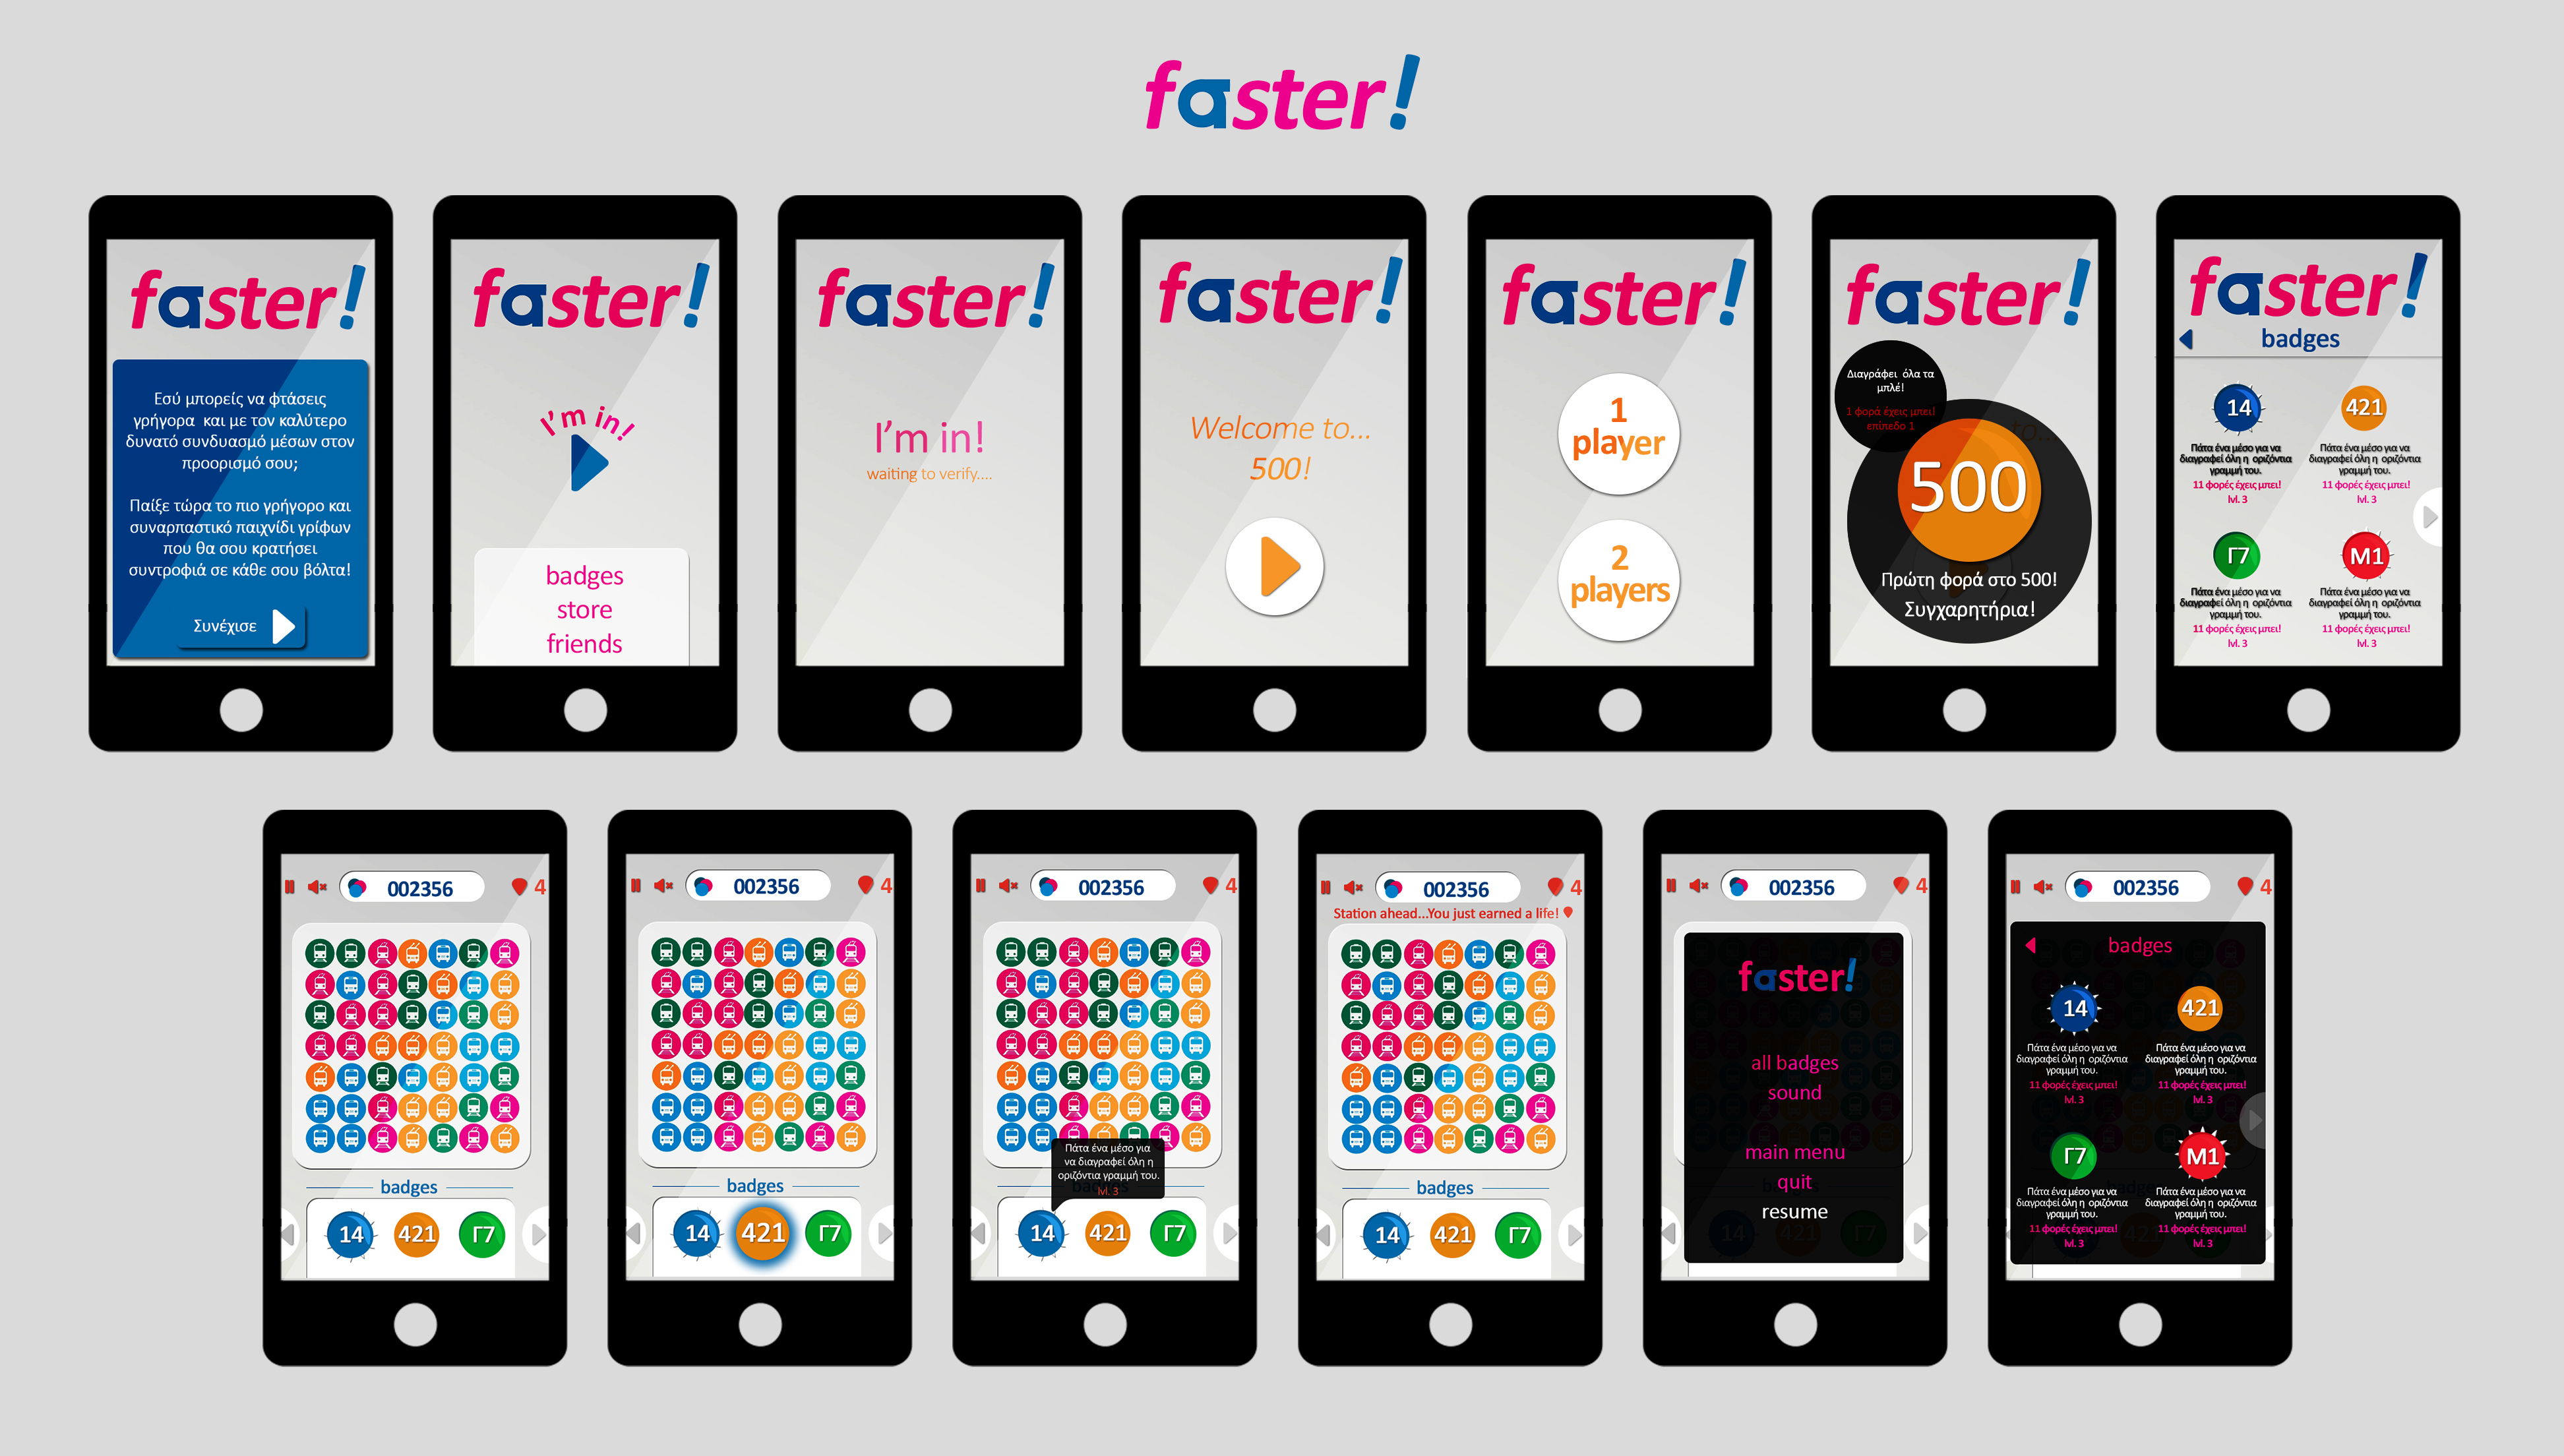 faster!
faster!
Εσύ μπορείς να φτάσεις
γρήγορα και με τον καλύτερο
δυνατό συνδυασμό μέσων στον
προορισμό σου;
Παίξε τώρα το πιο γρήγορο και
συναρπαστικό παιχνίδι γρίφων
που θα σου κρατήσει
συντροφιά σε κάθε σου βόλτα!
Συνέχισε
faster!
I'm in!
badges
store
friends
faster!
I'm in!
waiting to verify....
faster!
Welcome to...
500!
faster!
1
player
2
players
faster!
Διαγράφει όλα τα
μπλέ!
1 φορά έχεις μπει!
επίπεδο 1
to...
500
Πρώτη φορά στο 500!
Συγχαρητήρια!
faster!
badges
14
421
Πάτα ένα μέσο για να
διαγραφεί όλη η οριζόντια
γραμμή του.
11 φορές έχεις μπει!
lvl. 3
Πάτα ένα μέσο για να
διαγραφεί όλη η οριζόντια
γραμμή του.
11 φορές έχεις μπει!
lvl. 3
Γ7
M1
Πάτα ένα μέσο για να
διαγραφεί όλη η οριζόντια
γραμμή του.
11 φορές έχεις μπει!
lvl. 3
Πάτα ένα μέσο για να
διαγραφεί όλη η οριζόντια
γραμμή του.
11 φορές έχεις μπει!
lvl. 3
002356
4
badges
14
421
Γ7
002356
4
badges
14
421
Γ7
002356
4
Πάτα ένα μέσο για
να διαγραφεί όλη η
οριζόντια γραμμή του.
lvl. 3
14
421
Γ7
002356
4
Station ahead...You just earned a life!
badges
14
421
Γ7
002356
4
faster!
all badges
sound
main menu
quit
resume
002356
4
badges
14
421
Πάτα ένα μέσο για να
διαγραφεί όλη η οριζόντια
γραμμή του.
11 φορές έχεις μπει!
lvl. 3
Πάτα ένα μέσο για να
διαγραφεί όλη η οριζόντια
γραμμή του.
11 φορές έχεις μπει!
lvl. 3
Γ7
M1
Πάτα ένα μέσο για να
διαγραφεί όλη η οριζόντια
γραμμή του.
11 φορές έχεις μπει!
lvl. 3
Πάτα ένα μέσο για να
διαγραφεί όλη η οριζόντια
γραμμή του.
11 φορές έχεις μπει!
lvl. 3